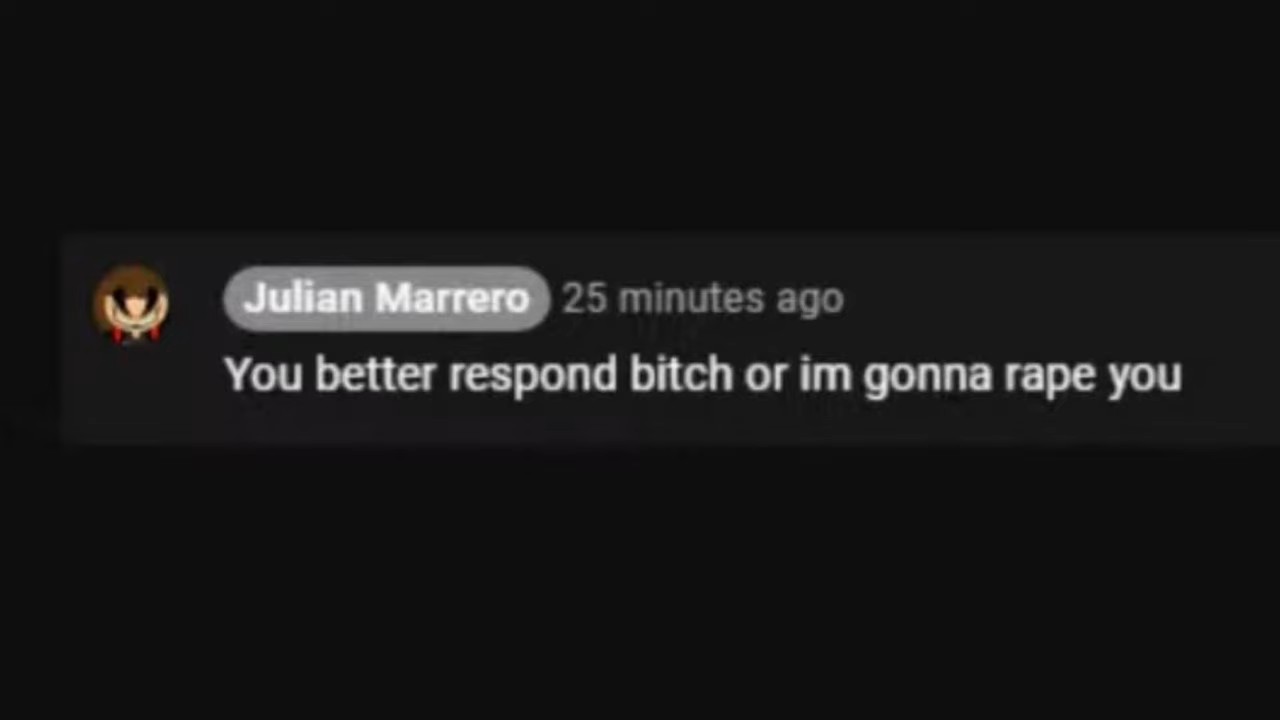 Julian Marrero 25 minutes ago
You better respond bitch or im gonna rape you